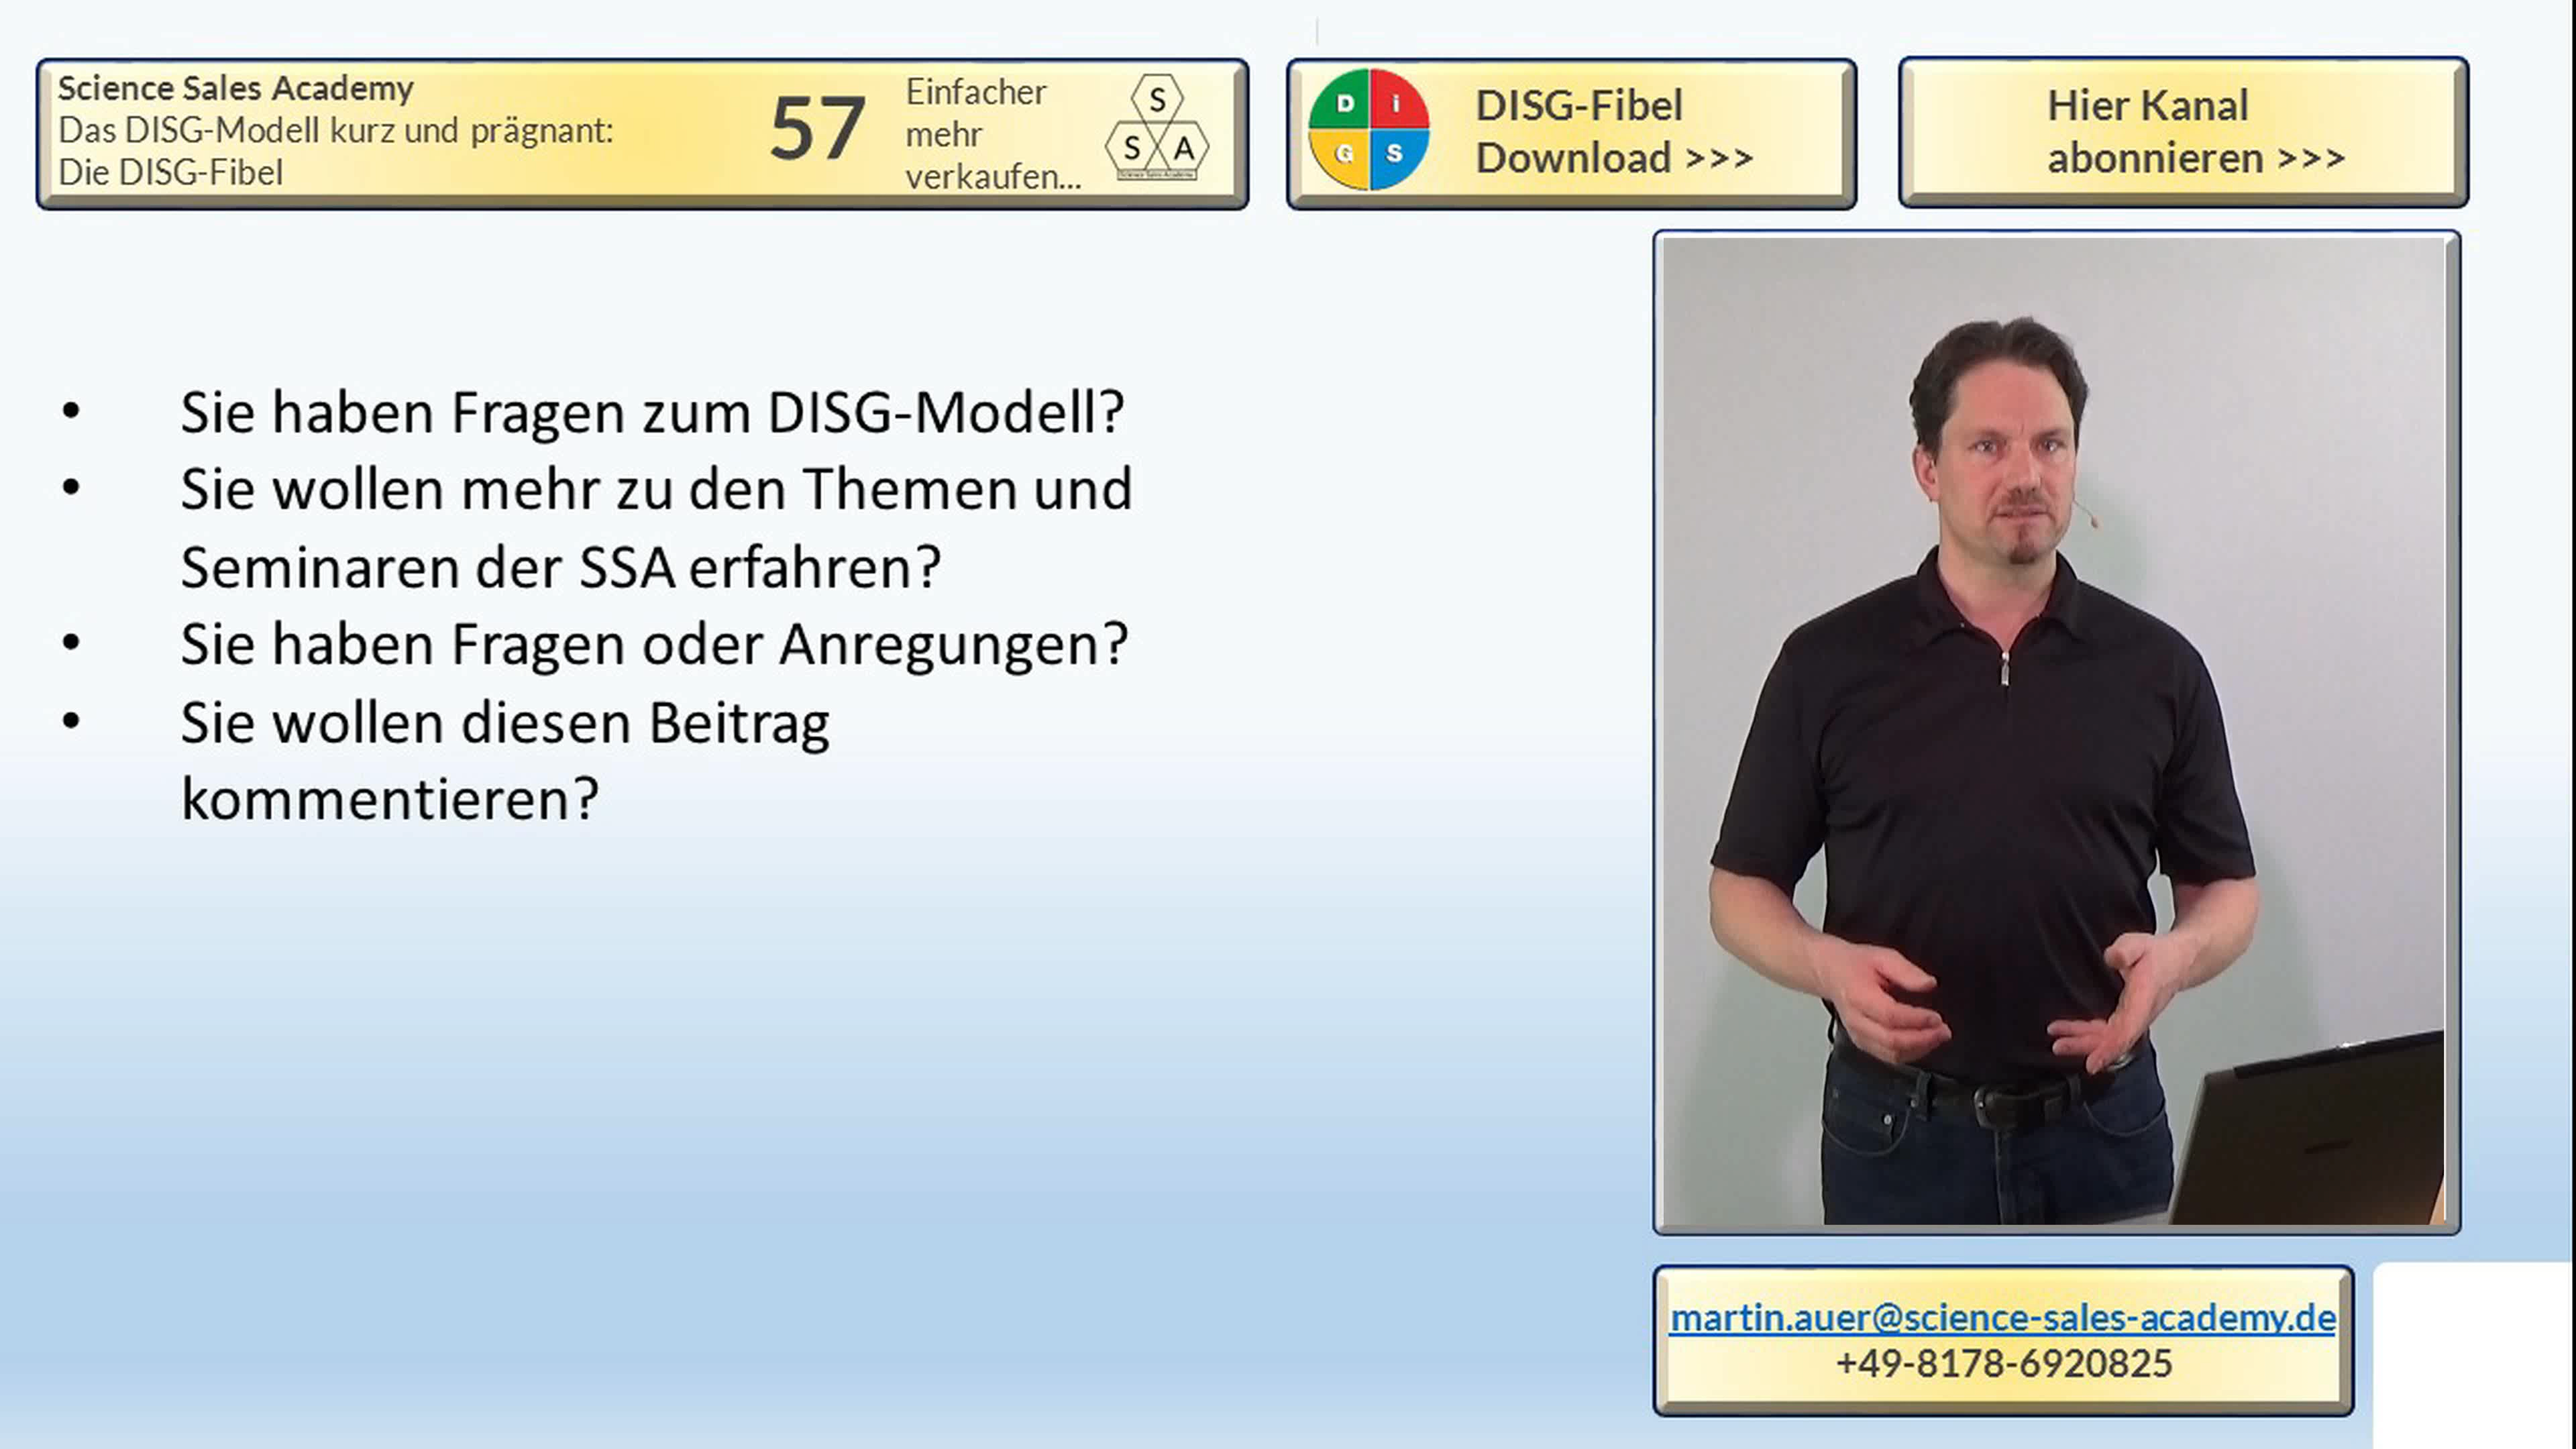 Science Sales Academy
Das DISG-Modell kurz und prägnant:
Die DISG-Fibel
57
Einfacher
mehr
verkaufen...
S
S A
Science Sales Academy
D i
G S
DISG-Fibel
Download >>>
Hier Kanal
abonnieren >>>
• Sie haben Fragen zum DISG-Modell?
• Sie wollen mehr zu den Themen und
Seminaren der SSA erfahren?
• Sie haben Fragen oder Anregungen?
• Sie wollen diesen Beitrag
kommentieren?
martin.auer@science-sales-academy.de
+49-8178-6920825